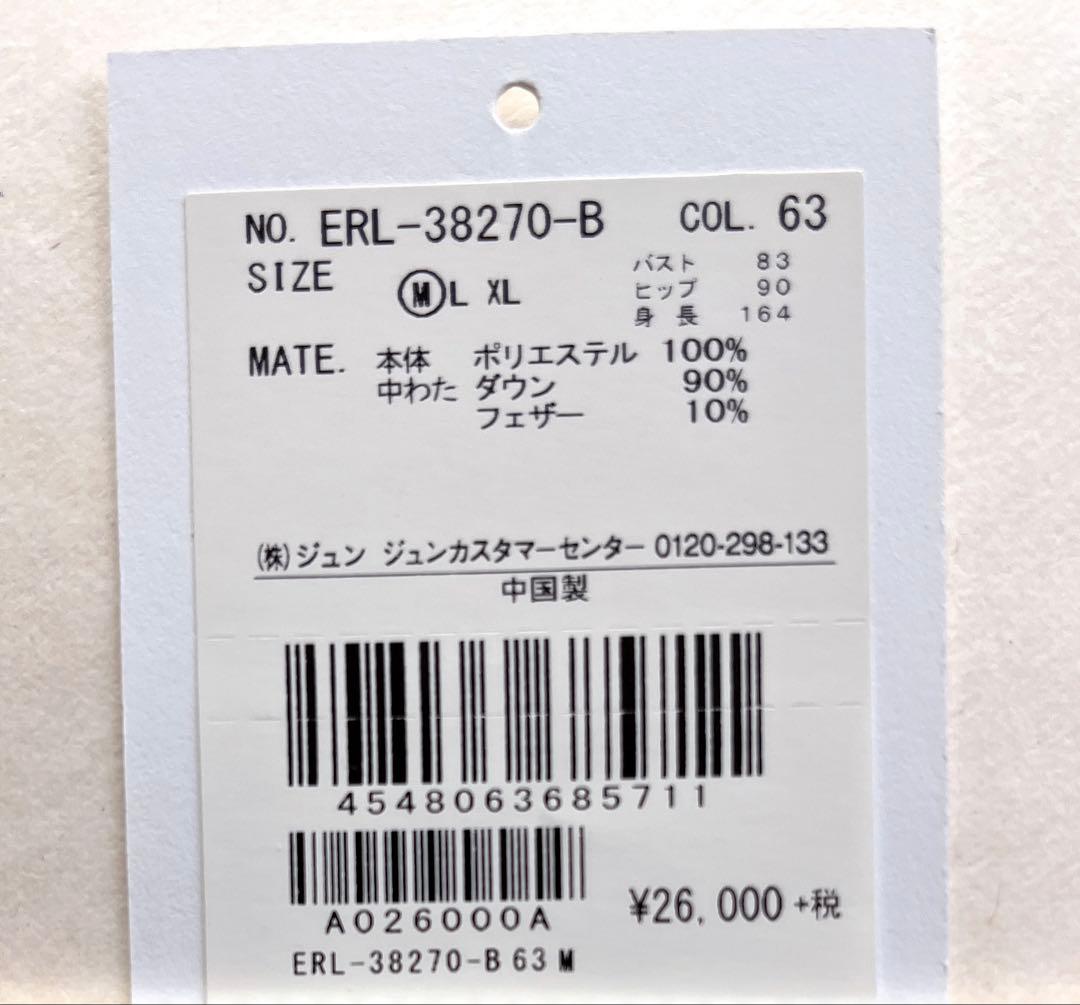 NO. ERL-38270-B COL. 63
SIZE M L XL
バスト 83
ヒップ 90
身長 164
MATE. 本体 ポリエステル 100%
中わた ダウン 90%
フェザー 10%
(株)ジュン ジュンカスタマーセンター 0120-298-133
中国製
4548063685711
A026000A
¥26,000+税
ERL-38270-B 63 M